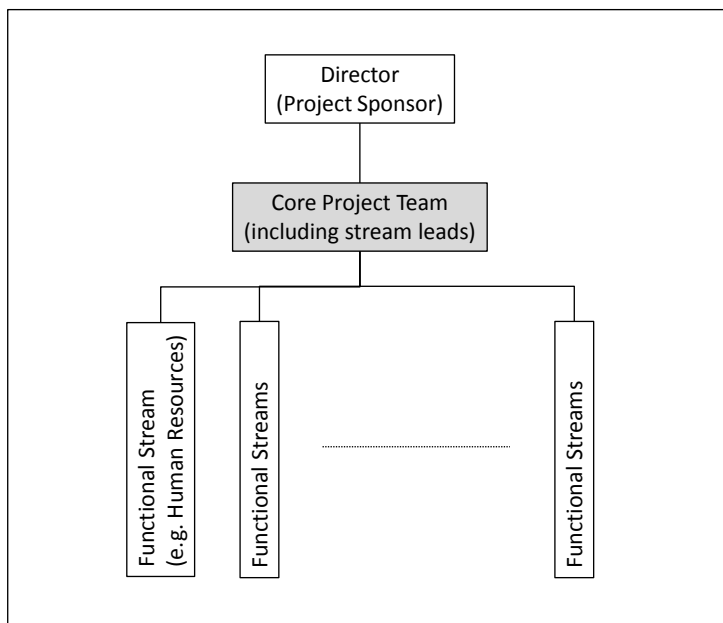 Director
(Project Sponsor)
Core Project Team
(including stream leads)
Functional Stream
(e.g. Human Resources)
Functional Streams
Functional Streams